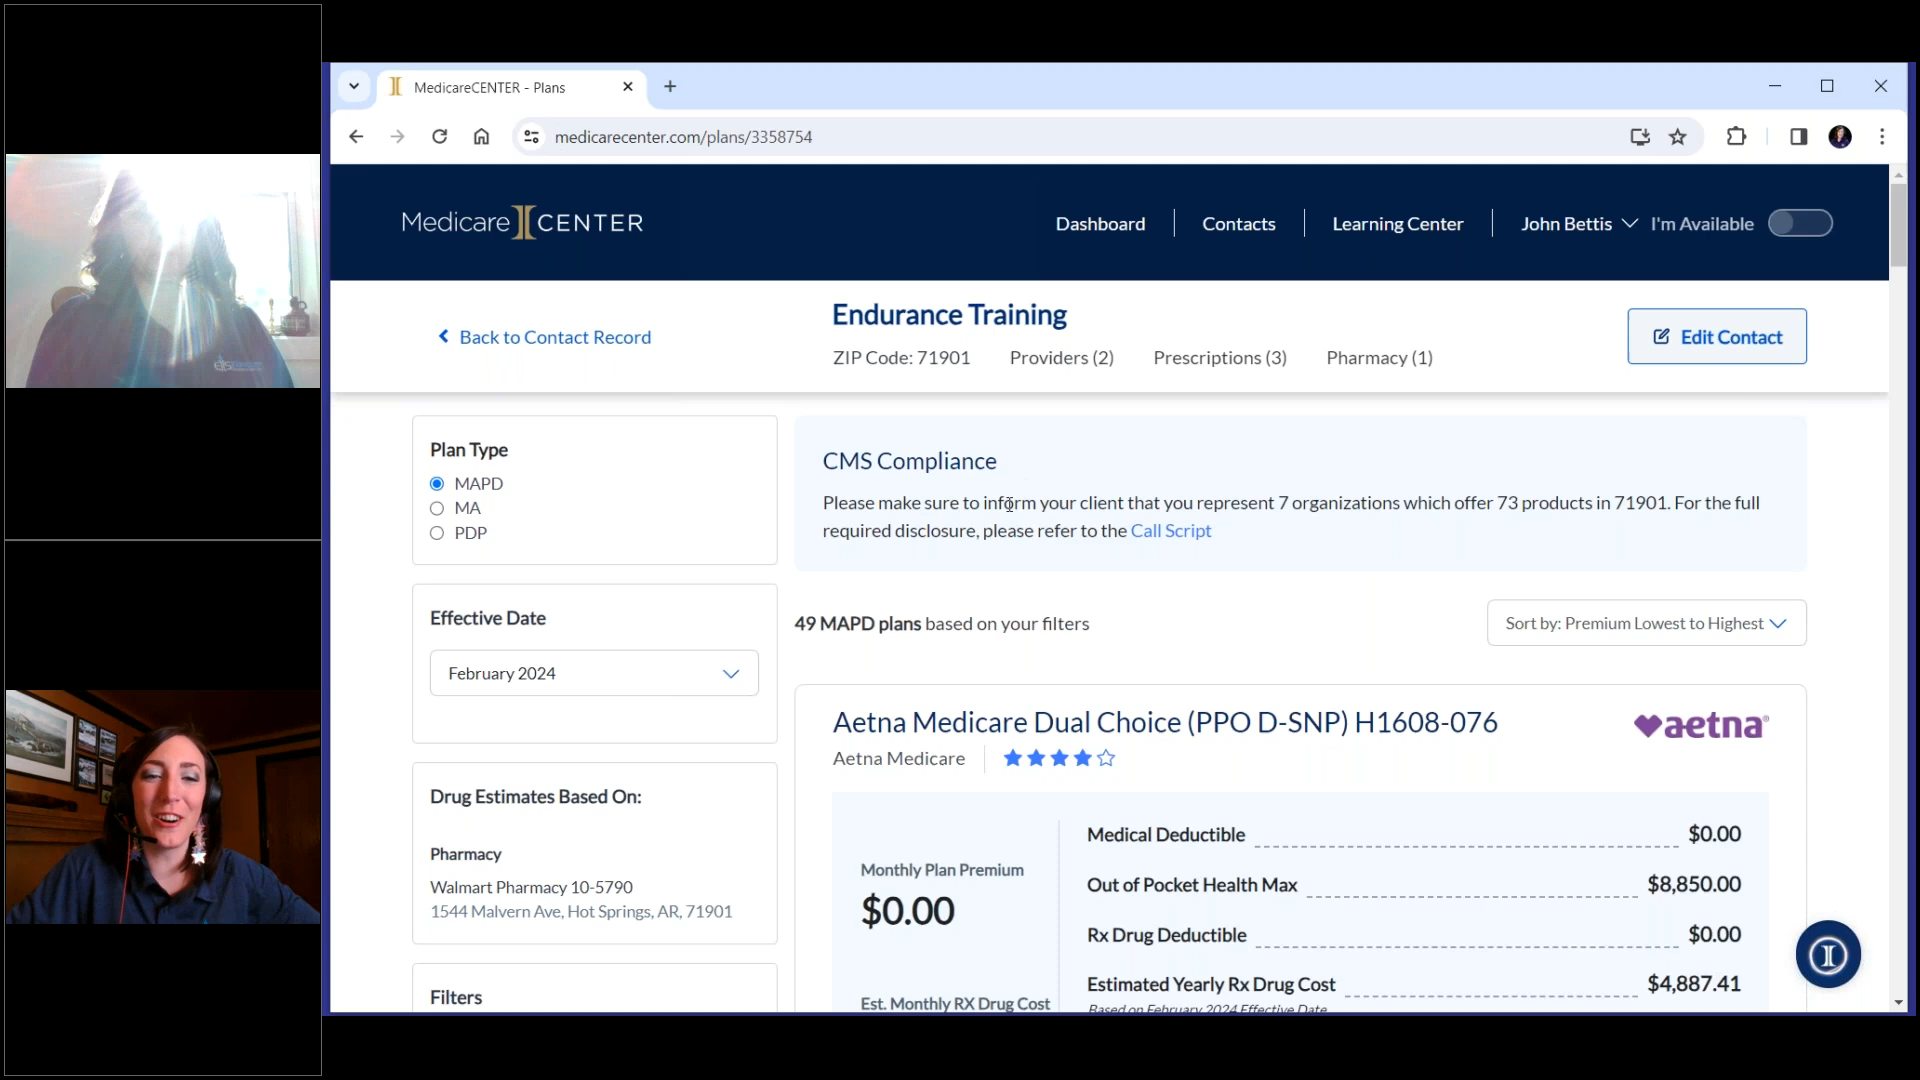 MedicareCENTER - Plans
medicarecenter.com/plans/3358754
Medicare CENTER
Dashboard
Contacts
Learning Center
John Bettis
I'm Available
Back to Contact Record
Endurance Training
ZIP Code: 71901
Providers (2)
Prescriptions (3)
Pharmacy (1)
Edit Contact
Plan Type
MAPD
MA
PDP
Effective Date
February 2024
Drug Estimates Based On:
Pharmacy
Walmart Pharmacy 10-5790
1544 Malvern Ave, Hot Springs, AR, 71901
Filters
CMS Compliance
Please make sure to inform your client that you represent 7 organizations which offer 73 products in 71901. For the full
required disclosure, please refer to the Call Script
49 MAPD plans based on your filters
Sort by: Premium Lowest to Highest
Aetna Medicare Dual Choice (PPO D-SNP) H1608-076
aetna
Aetna Medicare
Monthly Plan Premium
$0.00
Est. Monthly RX Drug Cost
Medical Deductible $0.00
Out of Pocket Health Max $8,850.00
Rx Drug Deductible $0.00
Estimated Yearly Rx Drug Cost $4,887.41
Based on February 2024 Effective Date